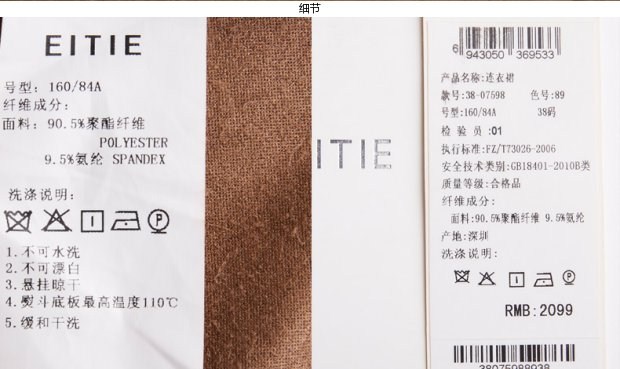 细节
EITIE
号型: 160/84A
纤维成分:
面料: 90.5%聚酯纤维
POLYESTER
9.5%氨纶 SPANDEX
洗涤说明:
P
1.不可水洗
2.不可漂白
3.悬挂晾干
4.熨斗底板最高温度110℃
5.缓和干洗
ITIE
6 943050 369533
产品名称:连衣裙
款号:38-07598 色号:89
号型:160/84A 38码
检 验 员 :01
执行标准:FZ/T73026-2006
安全技术类别:GB18401-2010B类
质量等级:合格品
纤维成分:
面料:90.5聚酯纤维 9.5%氨纶
产地:深圳
洗涤说明:
P
RMB:2099
38075988938